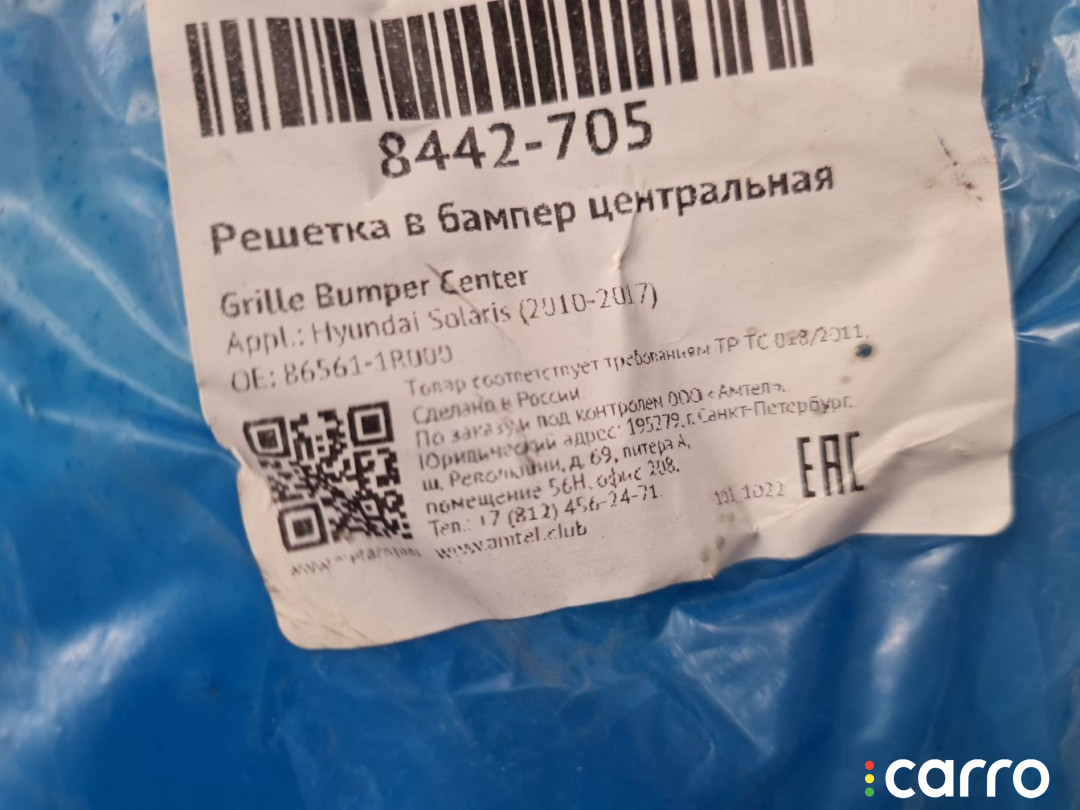 8442-705
Решетка в бампер центральная
Grille Bumper Center
Appl.: Hyundai Solaris (2010-2017)
OE: 86561-1R000
Товар соответствует требованиям ТР ТС 018/2011.
Сделано в России.
По заказу и под контролем ООО «Амтел».
Юридический адрес: 195279, г. Санкт-Петербург,
ш. Революции, д. 69, литера А,
помещение 56Н, офис 208.
Тел.: +7 (812) 456-24-71.
www.amtel.club
1022
EAC
carro